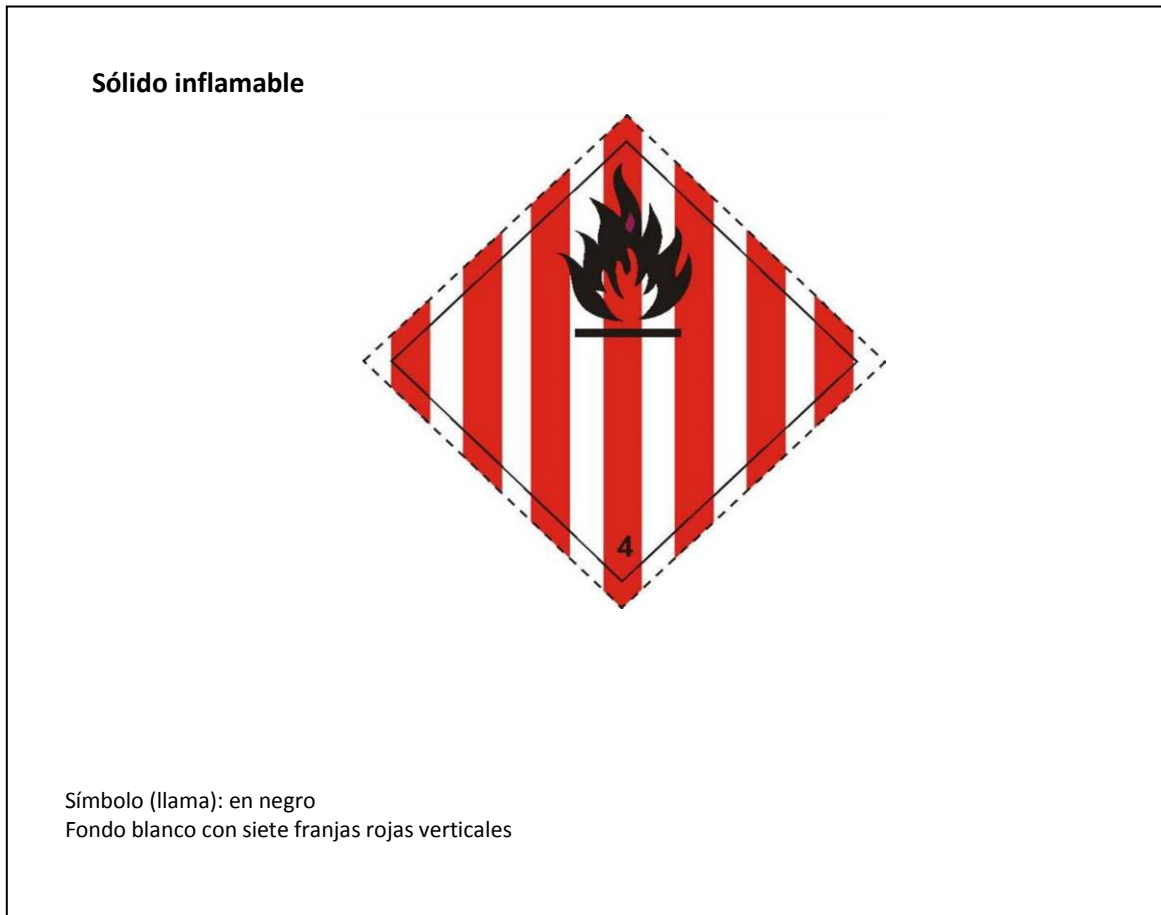 Sólido inflamable
4
Símbolo (llama): en negro
Fondo blanco con siete franjas rojas verticales